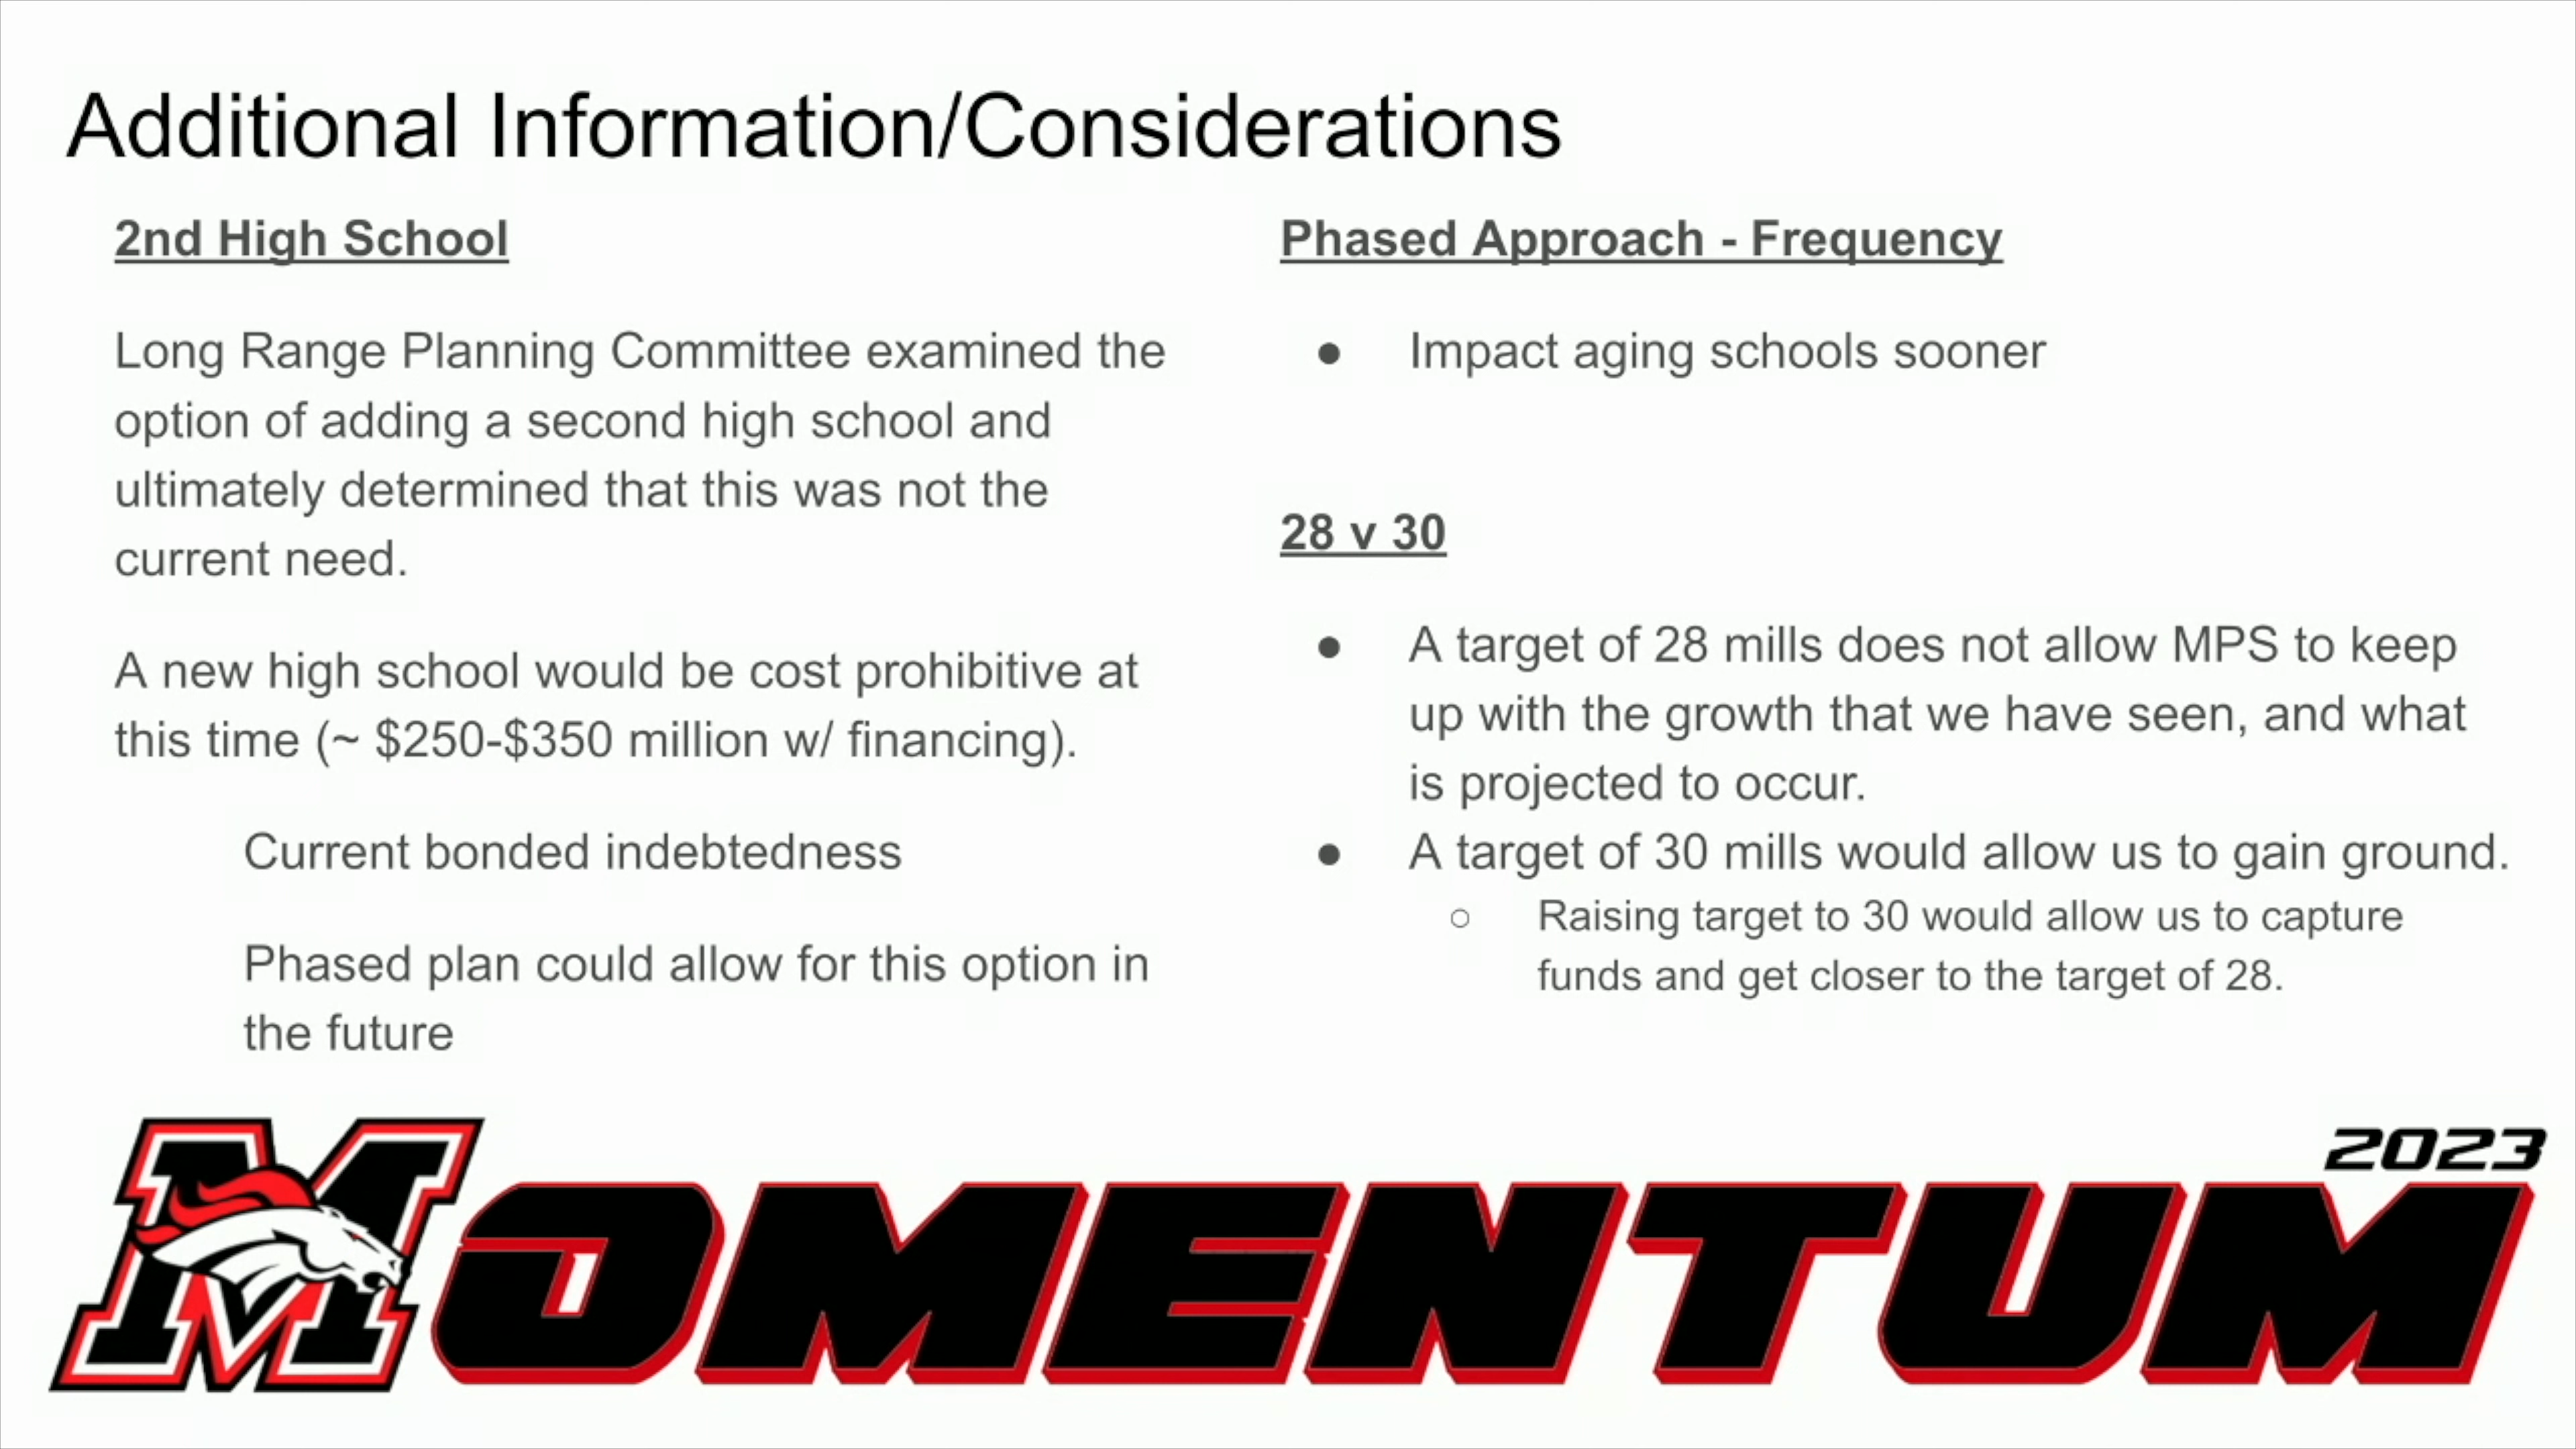 Additional Information/Considerations
2nd High School
Long Range Planning Committee examined the
option of adding a second high school and
ultimately determined that this was not the
current need.
A new high school would be cost prohibitive at
this time (~ $250-$350 million w/ financing).
Current bonded indebtedness
Phased plan could allow for this option in
the future
Phased Approach - Frequency
● Impact aging schools sooner
28 v 30
● A target of 28 mills does not allow MPS to keep
up with the growth that we have seen, and what
is projected to occur.
● A target of 30 mills would allow us to gain ground.
○ Raising target to 30 would allow us to capture
funds and get closer to the target of 28.
2023
MOMENTUM